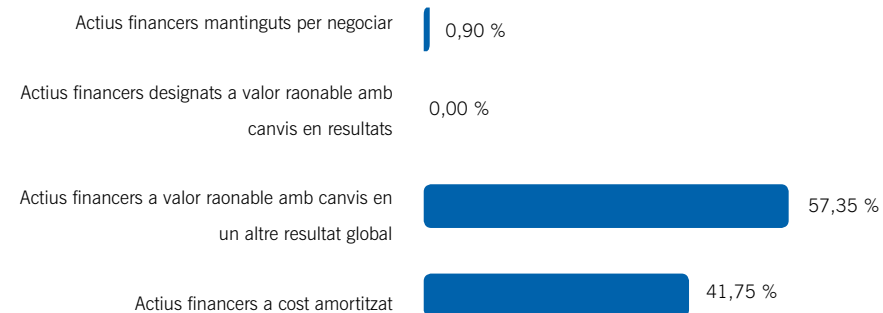 Actius financers mantinguts per negociar
0,90 %
Actius financers designats a valor raonable amb
canvis en resultats
0,00 %
Actius financers a valor raonable amb canvis en
un altre resultat global
57,35 %
Actius financers a cost amortitzat
41,75 %